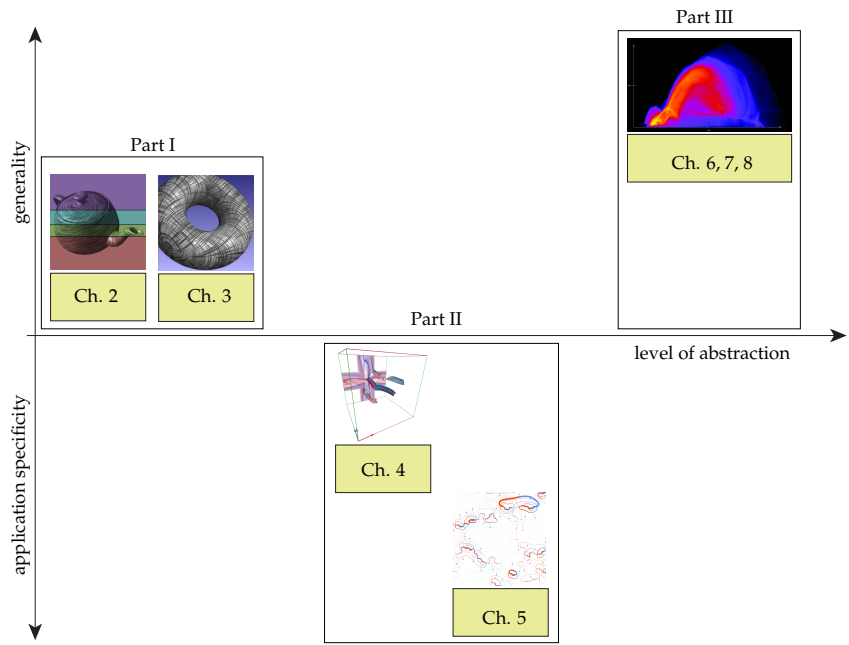 Part III
Ch. 6, 7, 8
Part I
generality
Ch. 2
Ch. 3
Part II
level of abstraction
application specificity
Ch. 4
Ch. 5